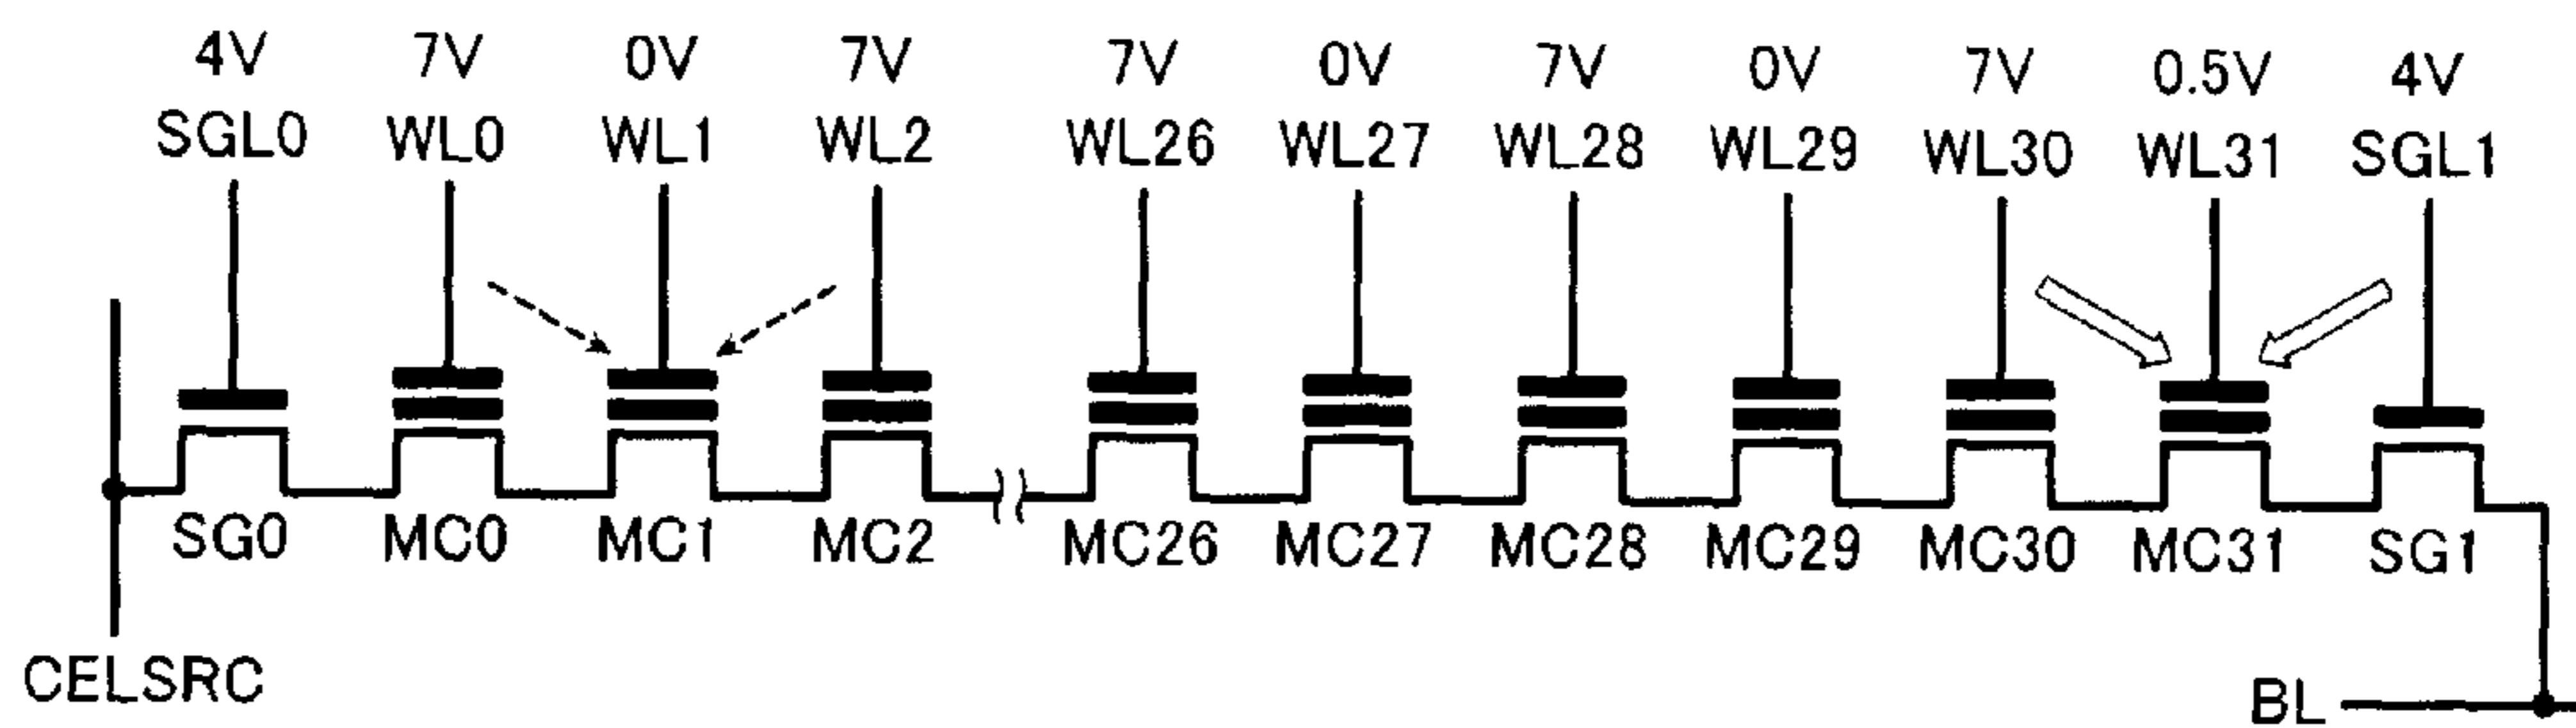 4V 7V 0V 7V 7V 0V 7V 0V 7V 0.5V 4V
SGL0 WL0 WL1 WL2 WL26 WL27 WL28 WL29 WL30 WL31 SGL1
SG0 MC0 MC1 MC2 MC26 MC27 MC28 MC29 MC30 MC31 SG1
CELSRC
BL